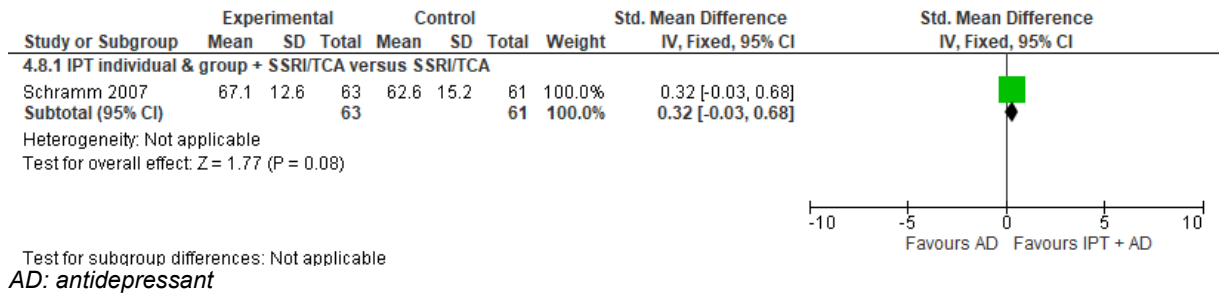 Experimental Control Std. Mean Difference Std. Mean Difference
Study or Subgroup Mean SD Total Mean SD Total Weight IV, Fixed, 95% CI IV, Fixed, 95% CI
4.8.1 IPT individual & group + SSRI/TCA versus SSRI/TCA
Schramm 2007 67.1 12.6 63 62.6 15.2 61 100.0% 0.32 [-0.03, 0.68]
Subtotal (95% CI) 63 61 100.0% 0.32 [-0.03, 0.68]
Heterogeneity: Not applicable
Test for overall effect: Z = 1.77 (P = 0.08)
-10 -5 0 5 10
Favours AD Favours IPT + AD
Test for subgroup differences: Not applicable
AD: antidepressant